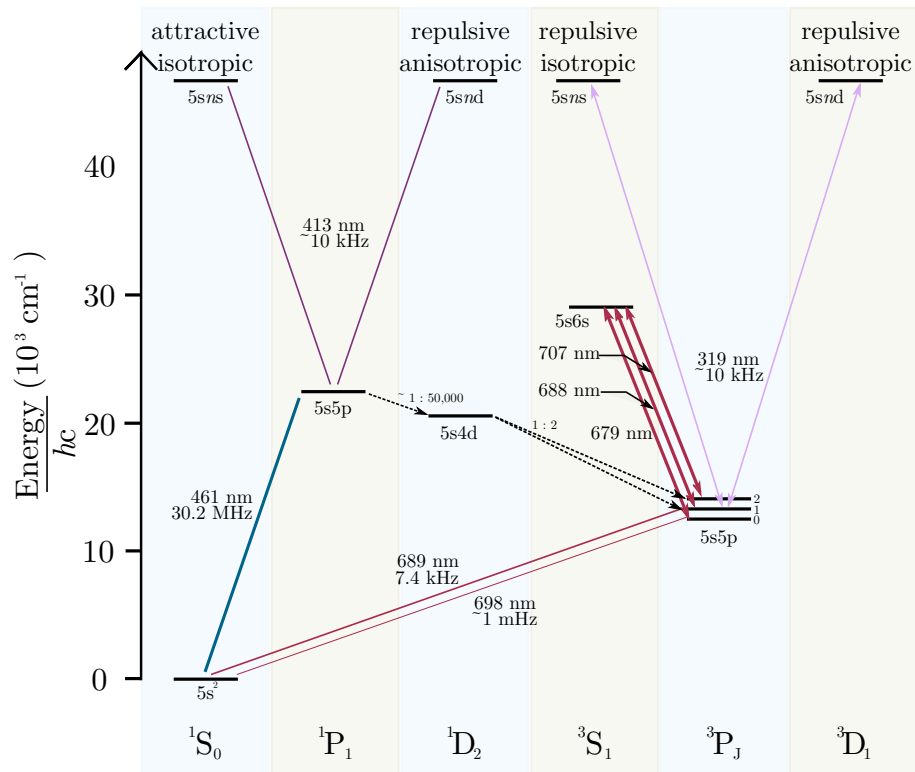 attractive
isotropic
repulsive
anisotropic
repulsive
isotropic
repulsive
anisotropic
5sns
5snd
5sns
5snd
40
30
20
10
0
Energy (10³ cm⁻¹)
hc
413 nm
~10 kHz
5s6s
707 nm
688 nm
679 nm
319 nm
~10 kHz
5s5p
~ 1 : 50,000
5s4d
1 : 2
461 nm
30.2 MHz
2
1
0
5s5p
689 nm
7.4 kHz
698 nm
~1 mHz
5s²
¹S₀
¹P₁
¹D₂
³S₁
³P_J
³D₁